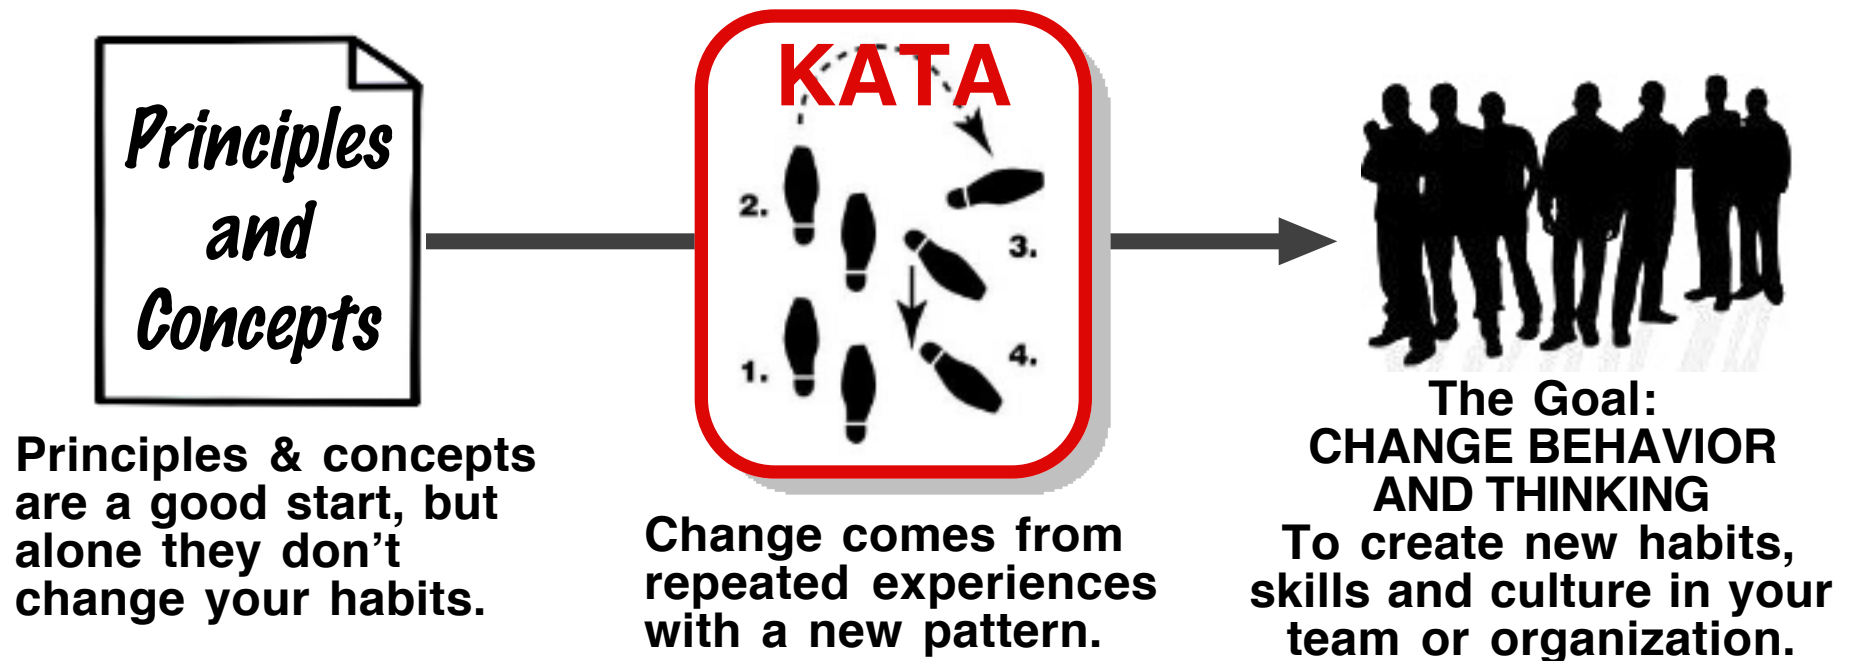 Principles
and
Concepts
Principles & concepts
are a good start, but
alone they don't
change your habits.
KATA
2.
3.
1.
4.
Change comes from
repeated experiences
with a new pattern.
The Goal:
CHANGE BEHAVIOR
AND THINKING
To create new habits,
skills and culture in your
team or organization.